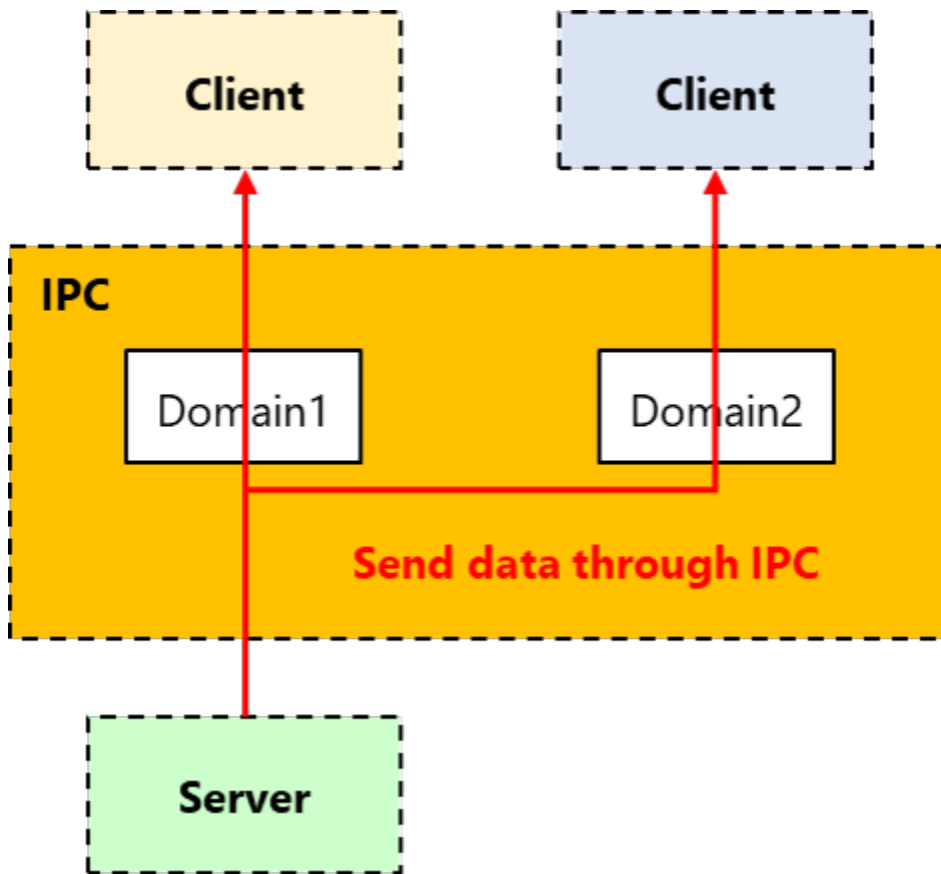 Client
Client
IPC
Domain1
Domain2
Send data through IPC
Server